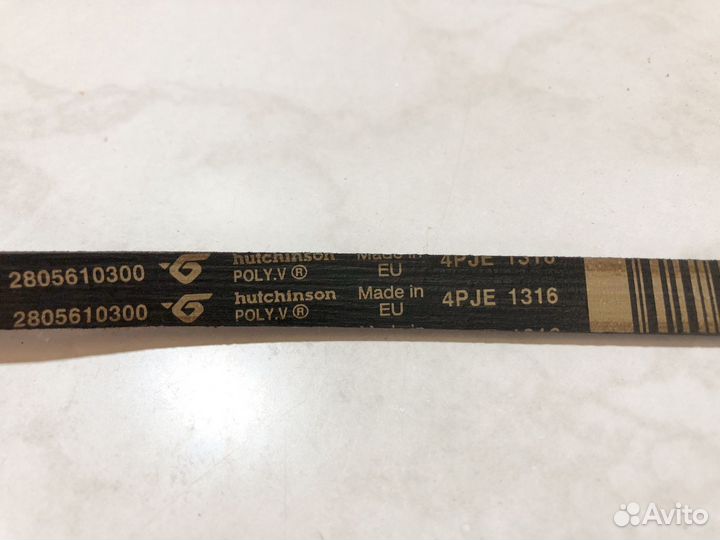 hutchinson Made in 4PJE 1316
2805610300 POLY.V ® EU
hutchinson Made in 4PJE 1316
2805610300 POLY.V ® EU
Avito